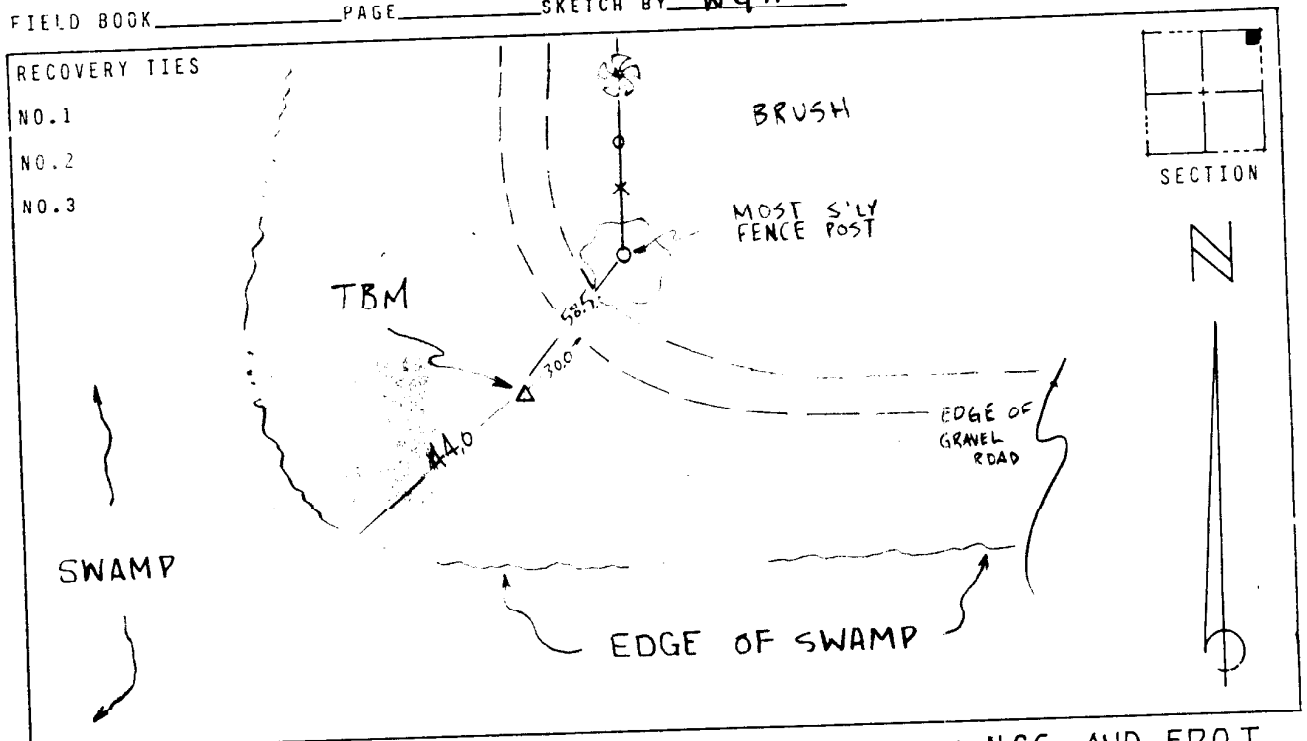 FIELD BOOK PAGE SKETCH BY
RECOVERY TIES
NO.1
NO.2
NO.3
BRUSH
SECTION
MOST S'LY
FENCE POST
N
TBM
58.5
30.0
44.0
EDGE OF
GRAVEL
ROAD
SWAMP
EDGE OF SWAMP
AND